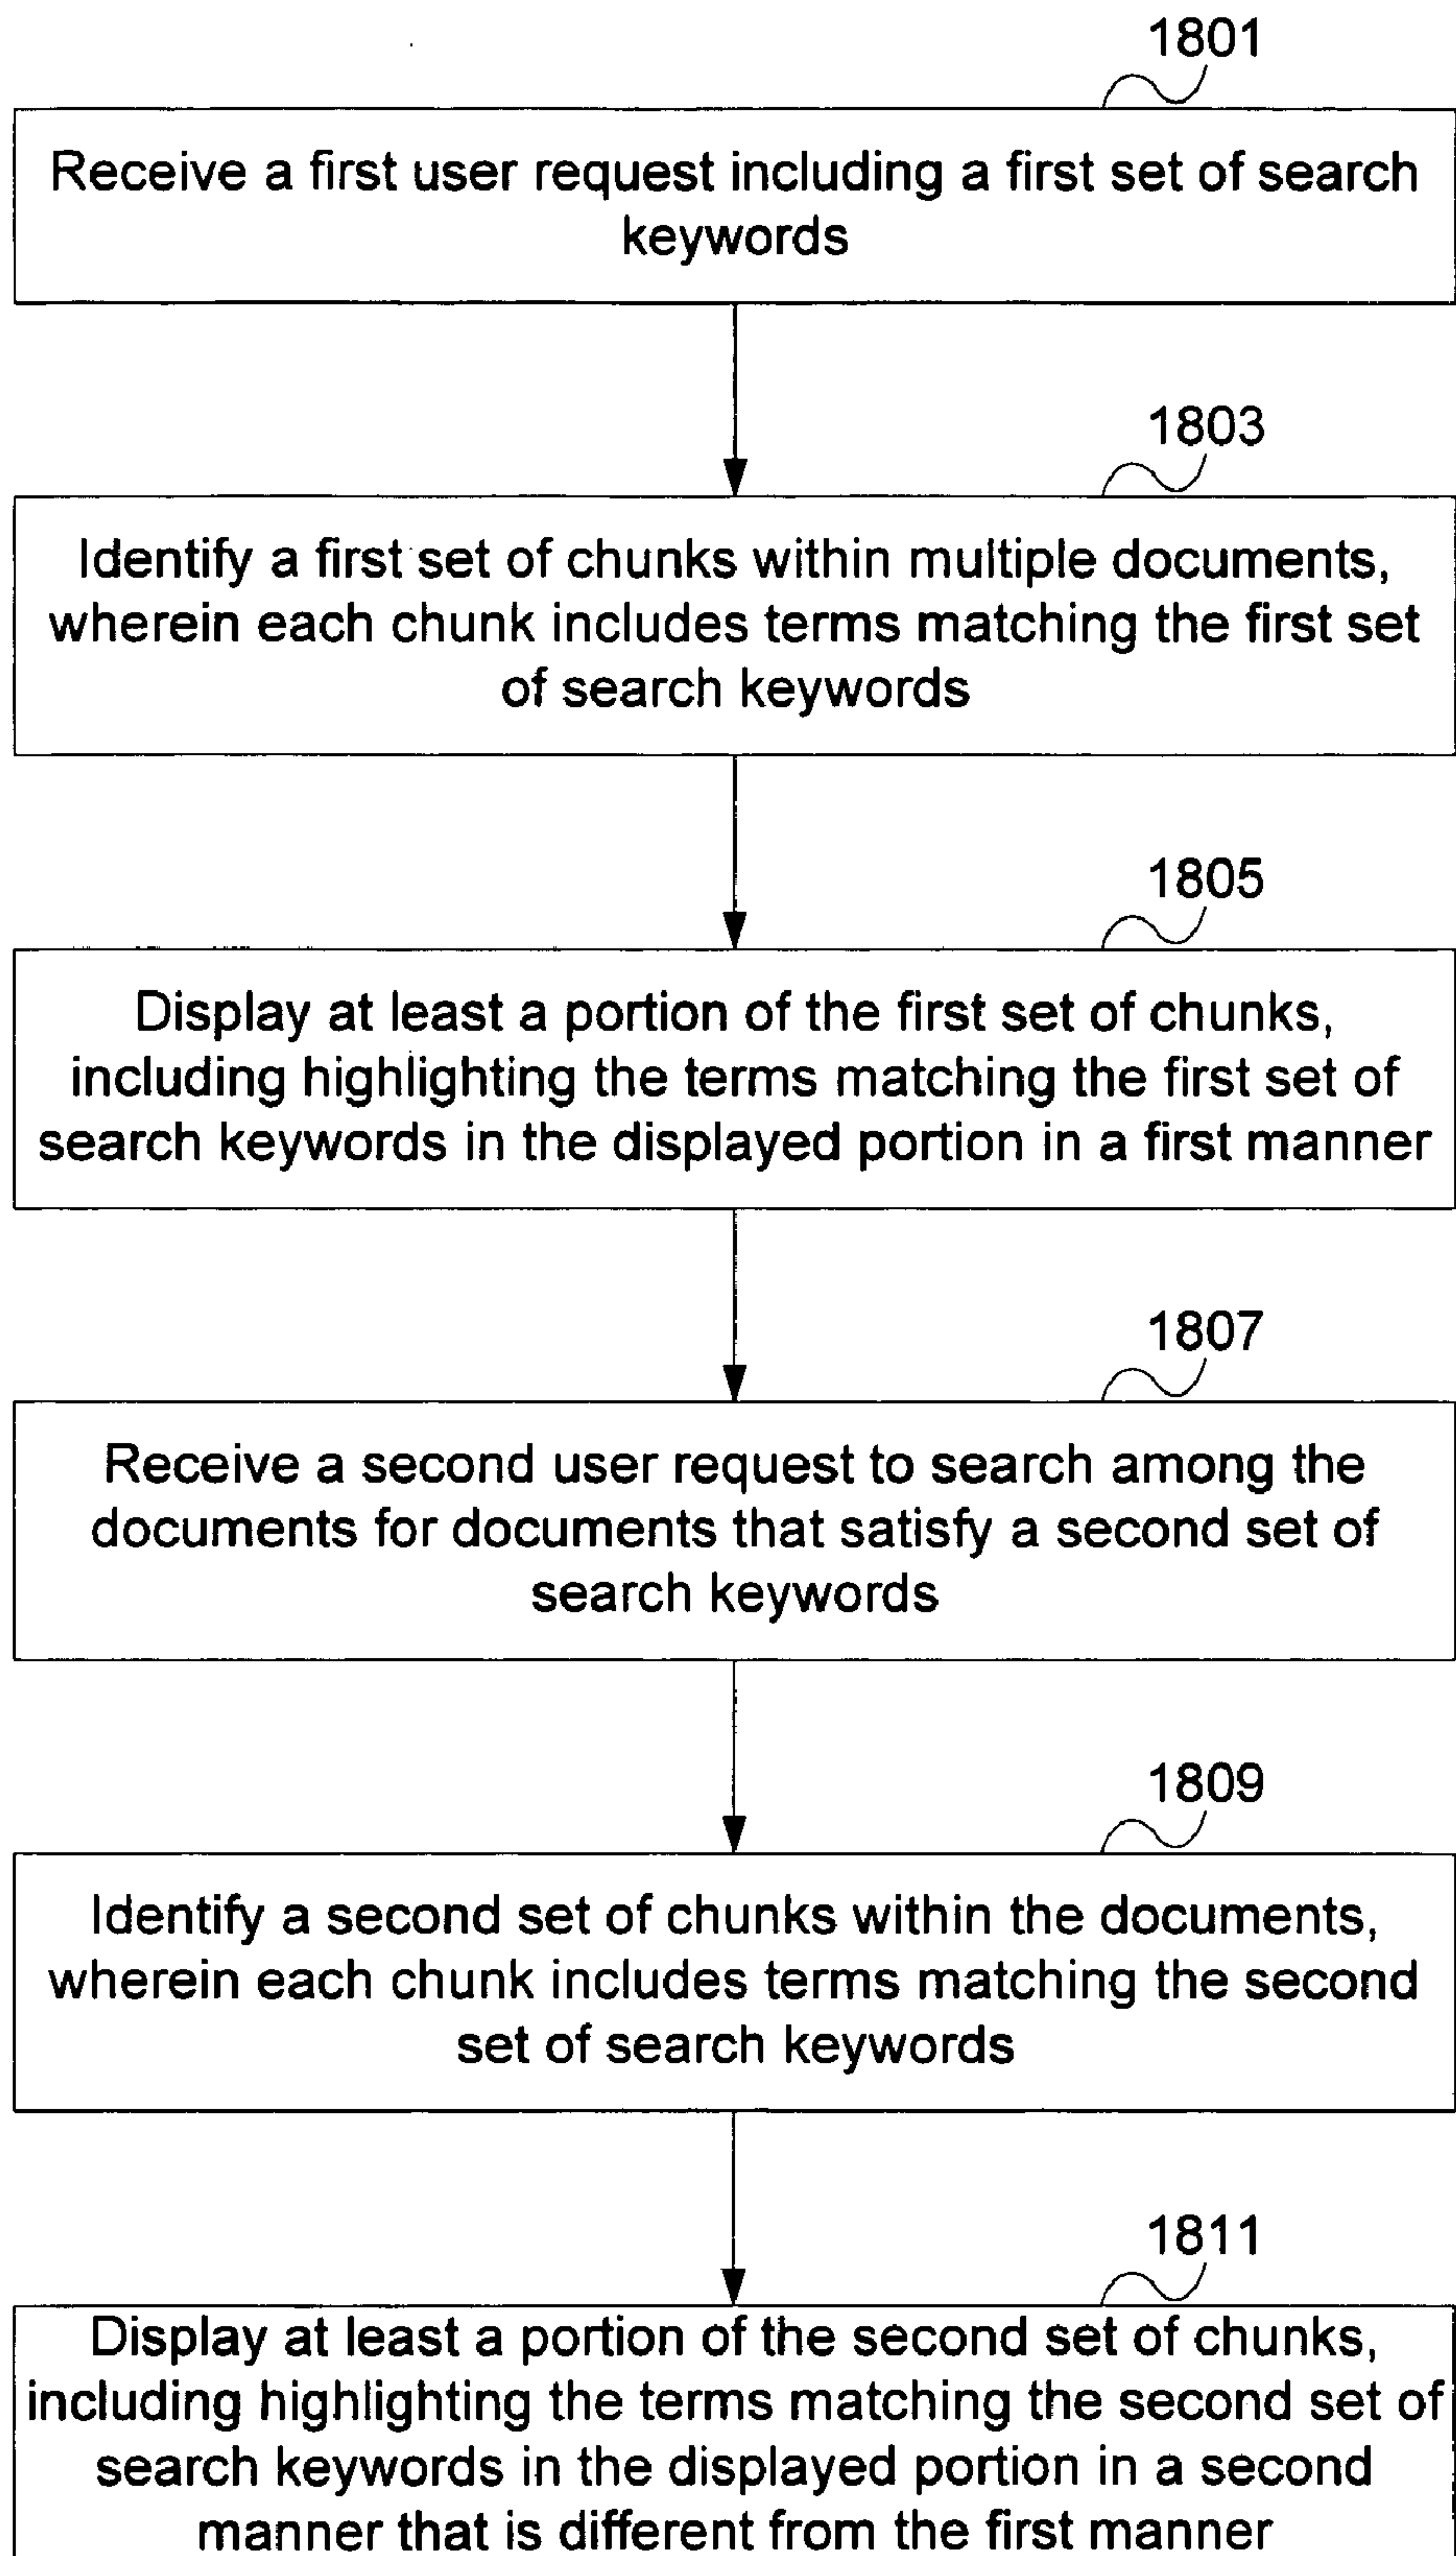 1801
Receive a first user request including a first set of search
keywords
1803
Identify a first set of chunks within multiple documents,
wherein each chunk includes terms matching the first set
of search keywords
1805
Display at least a portion of the first set of chunks,
including highlighting the terms matching the first set of
search keywords in the displayed portion in a first manner
1807
Receive a second user request to search among the
documents for documents that satisfy a second set of
search keywords
1809
Identify a second set of chunks within the documents,
wherein each chunk includes terms matching the second
set of search keywords
1811
Display at least a portion of the second set of chunks,
including highlighting the terms matching the second set of
search keywords in the displayed portion in a second
manner that is different from the first manner